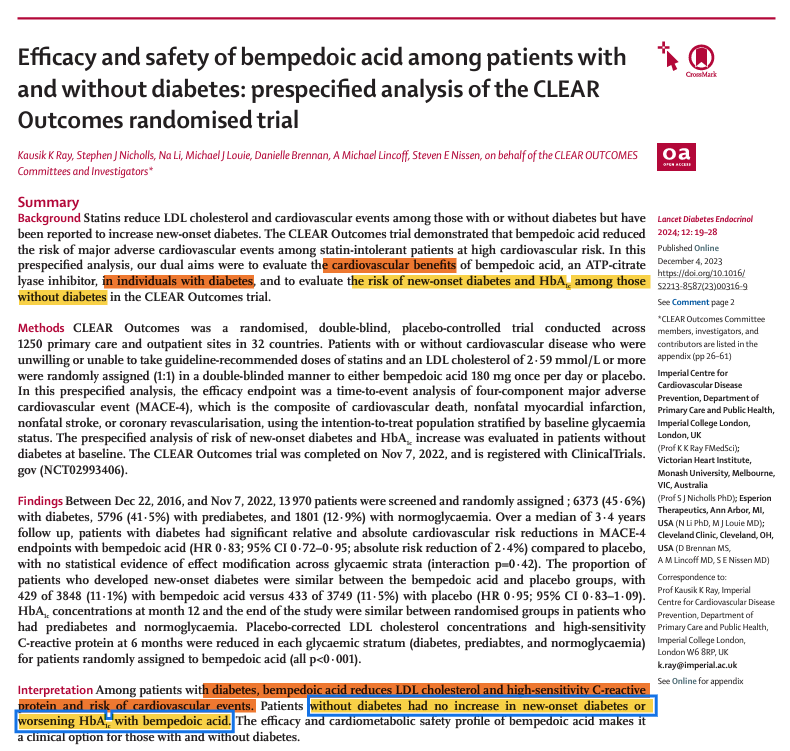 Efficacy and safety of bempedoic acid among patients with
and without diabetes: prespecified analysis of the CLEAR
Outcomes randomised trial
CrossMark
Kausik K Ray, Stephen J Nicholls, Na Li, Michael J Louie, Danielle Brennan, A Michael Lincoff, Steven E Nissen, on behalf of the CLEAR OUTCOMES
Committees and Investigators*
oa
OPEN ACCESS
Summary
Background Statins reduce LDL cholesterol and cardiovascular events among those with or without diabetes but have
been reported to increase new-onset diabetes. The CLEAR Outcomes trial demonstrated that bempedoic acid reduced
the risk of major adverse cardiovascular events among statin-intolerant patients at high cardiovascular risk. In this
prespecified analysis, our dual aims were to evaluate the cardiovascular benefits of bempedoic acid, an ATP-citrate
lyase inhibitor, in individuals with diabetes, and to evaluate the risk of new-onset diabetes and HbA1c among those
without diabetes in the CLEAR Outcomes trial.
Methods CLEAR Outcomes was a randomised, double-blind, placebo-controlled trial conducted across
1250 primary care and outpatient sites in 32 countries. Patients with or without cardiovascular disease who were
unwilling or unable to take guideline-recommended doses of statins and an LDL cholesterol of 2·59 mmol/L or more
were randomly assigned (1:1) in a double-blinded manner to either bempedoic acid 180 mg once per day or placebo.
In this prespecified analysis, the efficacy endpoint was a time-to-event analysis of four-component major adverse
cardiovascular event (MACE-4), which is the composite of cardiovascular death, nonfatal myocardial infarction,
nonfatal stroke, or coronary revascularisation, using the intention-to-treat population stratified by baseline glycaemia
status. The prespecified analysis of risk of new-onset diabetes and HbA1c increase was evaluated in patients without
diabetes at baseline. The CLEAR Outcomes trial was completed on Nov 7, 2022, and is registered with ClinicalTrials.
gov (NCT02993406).
Findings Between Dec 22, 2016, and Nov 7, 2022, 13 970 patients were screened and randomly assigned ; 6373 (45·6%)
with diabetes, 5796 (41·5%) with prediabetes, and 1801 (12·9%) with normoglycaemia. Over a median of 3·4 years
follow up, patients with diabetes had significant relative and absolute cardiovascular risk reductions in MACE-4
endpoints with bempedoic acid (HR 0·83; 95% CI 0·72–0·95; absolute risk reduction of 2·4%) compared to placebo,
with no statistical evidence of effect modification across glycaemic strata (interaction p=0·42). The proportion of
patients who developed new-onset diabetes were similar between the bempedoic acid and placebo groups, with
429 of 3848 (11·1%) with bempedoic acid versus 433 of 3749 (11·5%) with placebo (HR 0·95; 95% CI 0·83–1·09).
HbA1c concentrations at month 12 and the end of the study were similar between randomised groups in patients who
had prediabetes and normoglycaemia. Placebo-corrected LDL cholesterol concentrations and high-sensitivity
C-reactive protein at 6 months were reduced in each glycaemic stratum (diabetes, prediabtes, and normoglycaemia)
for patients randomised to bempedoic acid (all p<0·001).
Interpretation Among patients with diabetes, bempedoic acid reduces LDL cholesterol and high-sensitivity C-reactive
protein and risk of cardiovascular events. Patients without diabetes had no increase in new-onset diabetes or
worsening HbA1c with bempedoic acid. The efficacy and cardiometabolic safety profile of bempedoic acid makes it
a clinical option for those with and without diabetes.
Lancet Diabetes Endocrinol
2024; 12: 19–28
Published Online
December 4, 2023
https://doi.org/10.1016/
S2213-8587(23)00316-9
See Comment page 2
*CLEAR Outcomes Committee
members, investigators, and
contributors are listed in the
appendix (pp 26–61)
Imperial Centre for
Cardiovascular Disease
Prevention, Department of
Primary Care and Public Health,
Imperial College London,
London, UK
(Prof K K Ray FMedSci);
Victorian Heart Institute,
Monash University, Melbourne,
VIC, Australia
(Prof S J Nicholls PhD); Esperion
Therapeutics, Ann Arbor, MI,
USA (N Li PhD, M J Louie MD);
Cleveland Clinic, Cleveland, OH,
USA (D Brennan MS,
A M Lincoff MD, S E Nissen MD)
Correspondence to:
Prof Kausik K Ray, Imperial
Centre for Cardiovascular Disease
Prevention, Department of
Primary Care and Public Health,
Imperial College London,
London W6 8RP, UK
k.ray@imperial.ac.uk
See Online for appendix